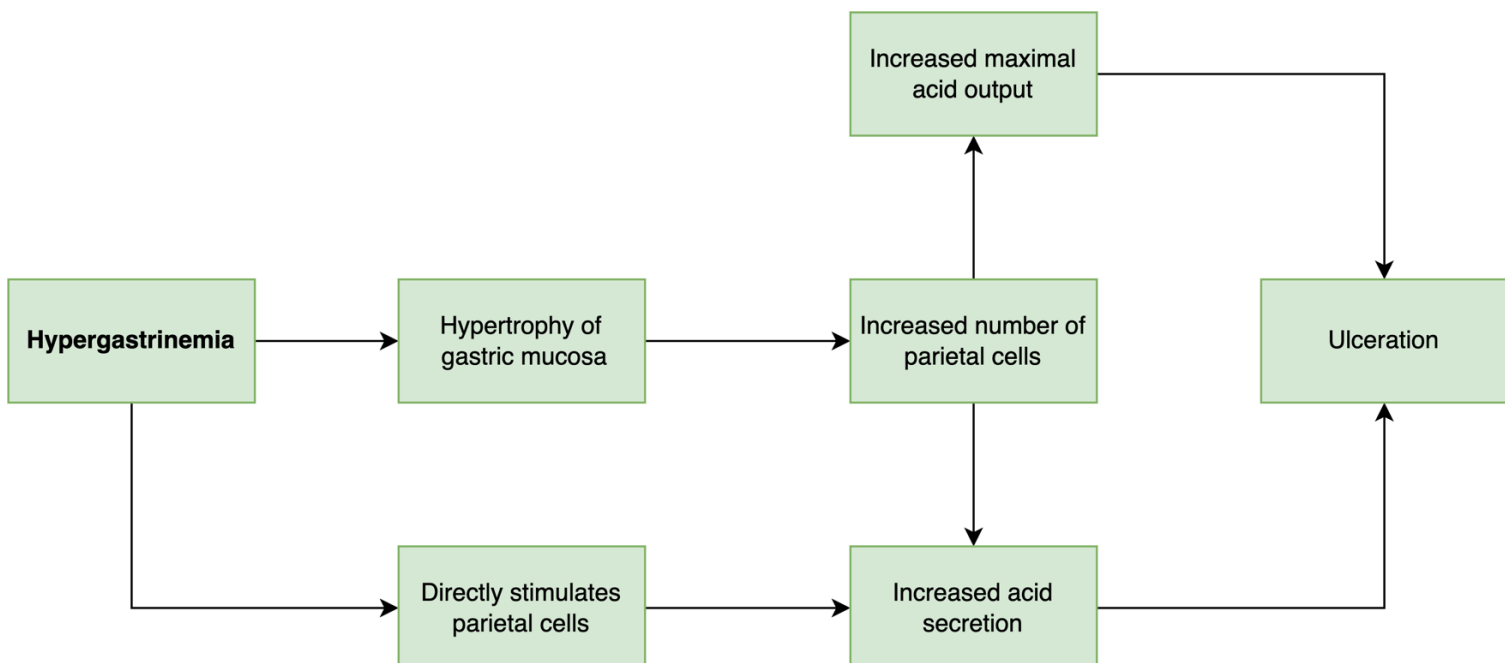 Increased maximal
acid output
Hypergastrinemia
Hypertrophy of
gastric mucosa
Increased number of
parietal cells
Ulceration
Directly stimulates
parietal cells
Increased acid
secretion